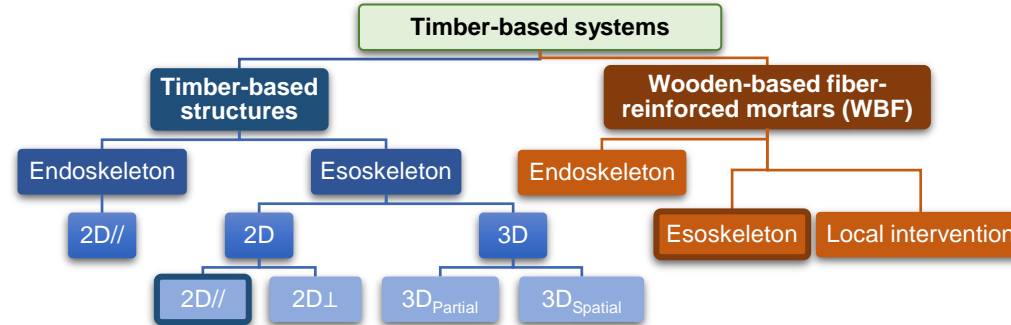 Timber-based systems
Timber-based
structures
Wooden-based fiber-
reinforced mortars (WBF)
Endoskeleton
Esoskeleton
Endoskeleton
2D//
2D
3D
Esoskeleton
Local intervention
2D//
2D⊥
3DPartial
3DSpatial